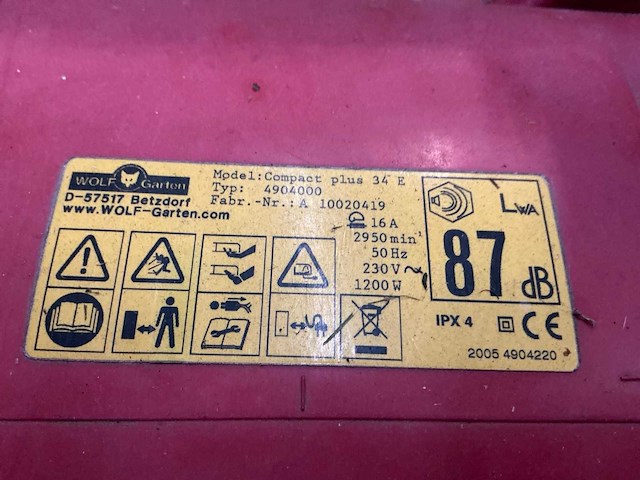 WOLF Garten
D-57517 Betzdorf
www.WOLF-Garten.com
Model: Compact plus 34 E
Typ: 4904000
Fabr.-Nr.: A 10020419
16 A
2950 min⁻¹
50 Hz
230 V ~
1200 W
LWA
87
dB
IPX 4 CE
2005 4904220